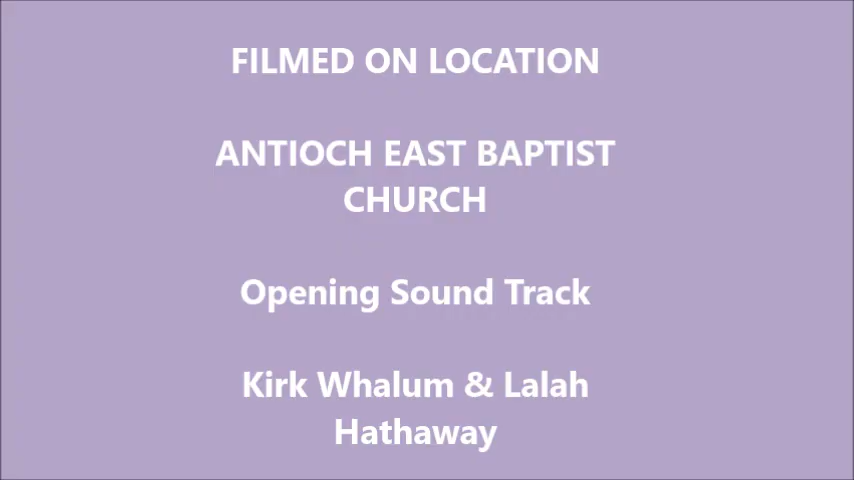 FILMED ON LOCATION
ANTIOCH EAST BAPTIST
CHURCH
Opening Sound Track
Kirk Whalum & Lalah
Hathaway